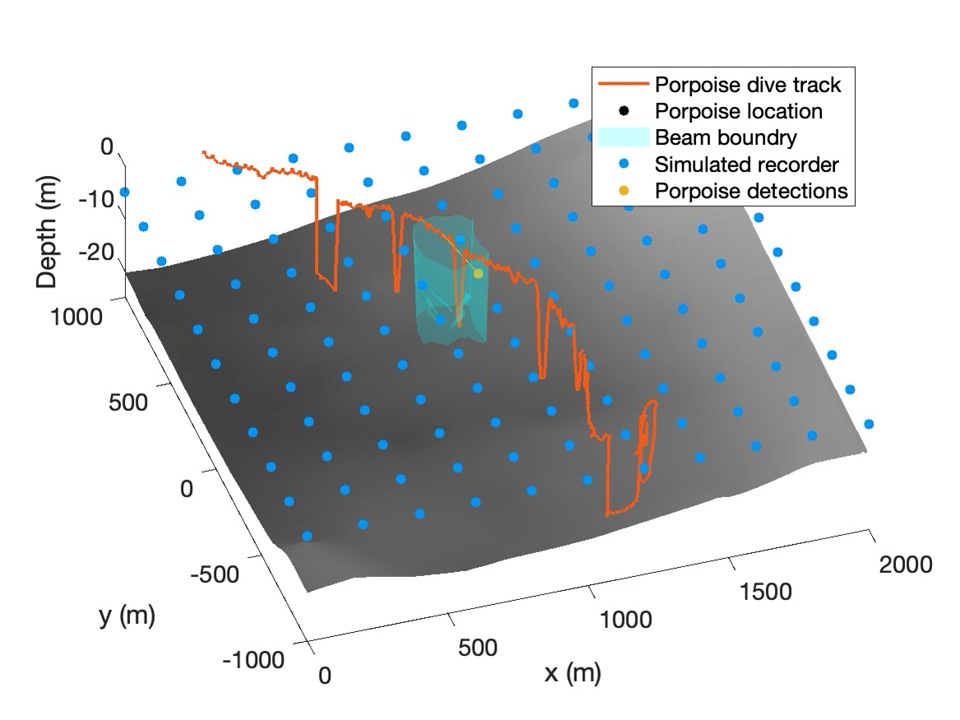 Porpoise dive track
Porpoise location
Beam boundry
Simulated recorder
Porpoise detections
0
-10
-20
Depth (m)
1000
500
0
-500
-1000
y (m)
0
500
1000
1500
2000
x (m)